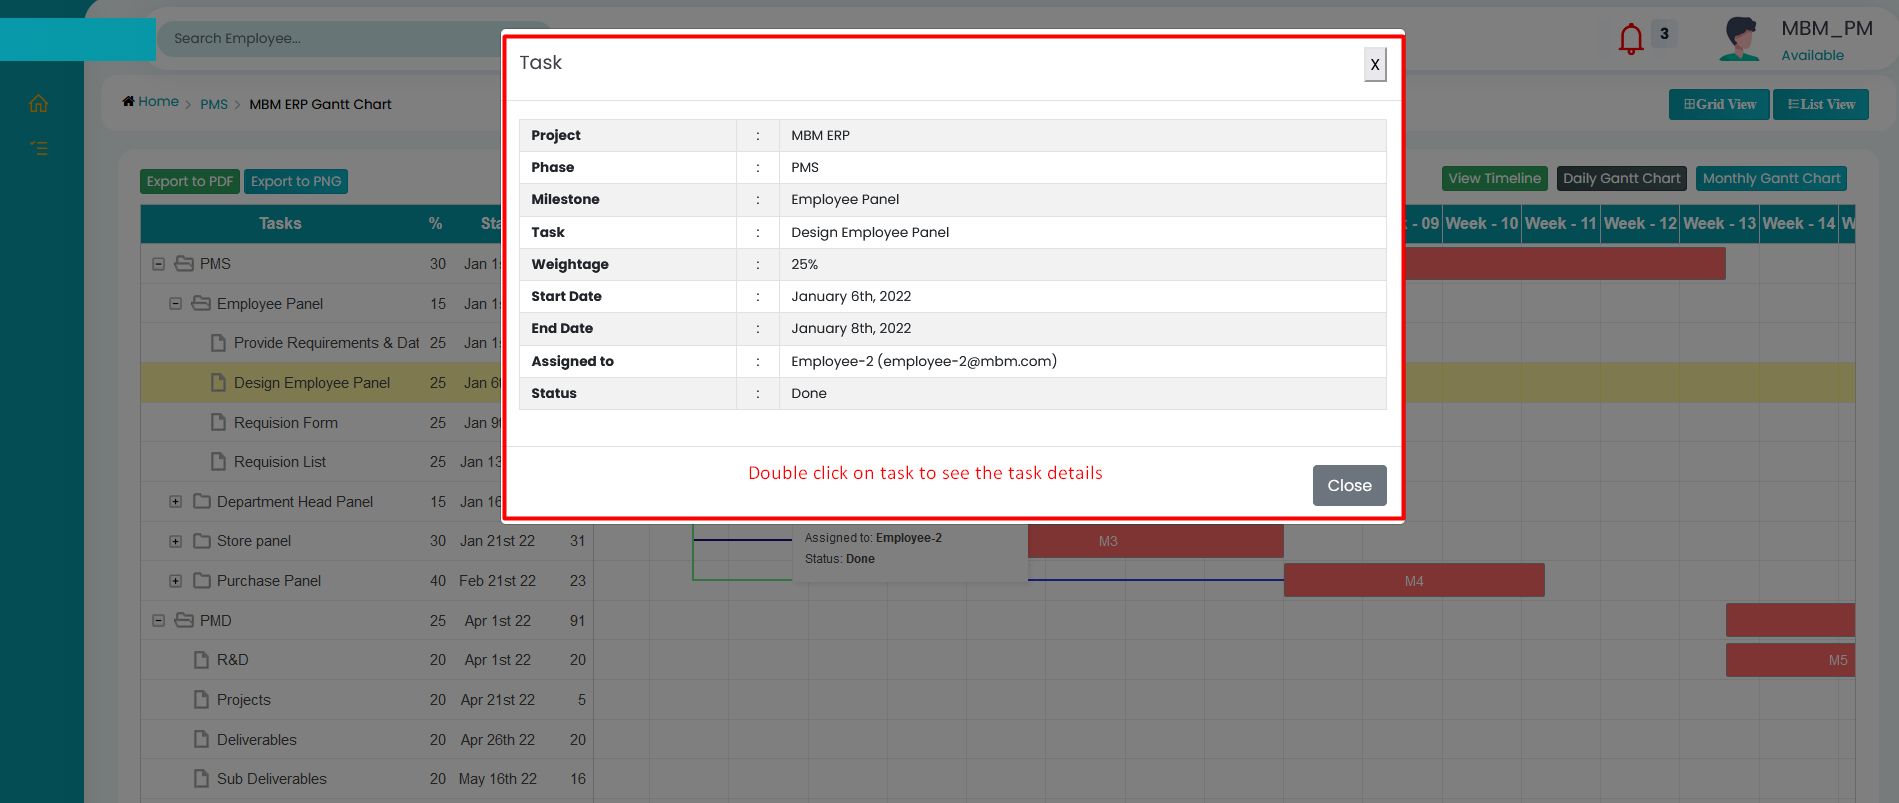 Search Employee...
3
MBM_PM
Available
Home > PMS > MBM ERP Gantt Chart
Grid View
List View
Export to PDF
Export to PNG
View Timeline
Daily Gantt Chart
Monthly Gantt Chart
Task
X
Project : MBM ERP
Phase : PMS
Milestone : Employee Panel
Task : Design Employee Panel
Weightage : 25%
Start Date : January 6th, 2022
End Date : January 8th, 2022
Assigned to : Employee-2 (employee-2@mbm.com)
Status : Done
Double click on task to see the task details
Close
Tasks % Sta - 09 Week - 10 Week - 11 Week - 12 Week - 13 Week - 14 W
PMS 30 Jan 1s
Employee Panel 15 Jan 1s
Provide Requirements & Dat 25 Jan 1s
Design Employee Panel 25 Jan 6
Requision Form 25 Jan 9t
Requision List 25 Jan 13
Department Head Panel 15 Jan 16
Store panel 30 Jan 21st 22 31
Purchase Panel 40 Feb 21st 22 23
PMD 25 Apr 1st 22 91
R&D 20 Apr 1st 22 20
Projects 20 Apr 21st 22 5
Deliverables 20 Apr 26th 22 20
Sub Deliverables 20 May 16th 22 16
Assigned to: Employee-2
Status: Done
M3
M4
M5